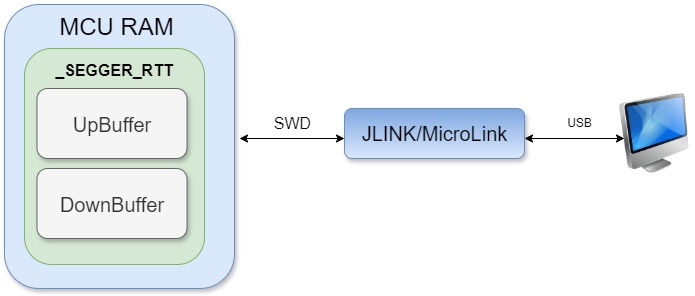 MCU RAM
_SEGGER_RTT
UpBuffer
DownBuffer
SWD
JLINK/MicroLink
USB